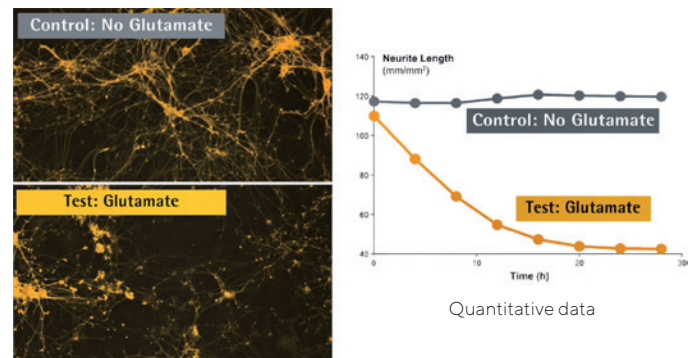 Control: No Glutamate
Test: Glutamate
Neurite Length
(mm/mm²)
140
120
100
80
60
40
0
10
20
300
Control: No Glutamate
Test: Glutamate
Time (h)
Quantitative data